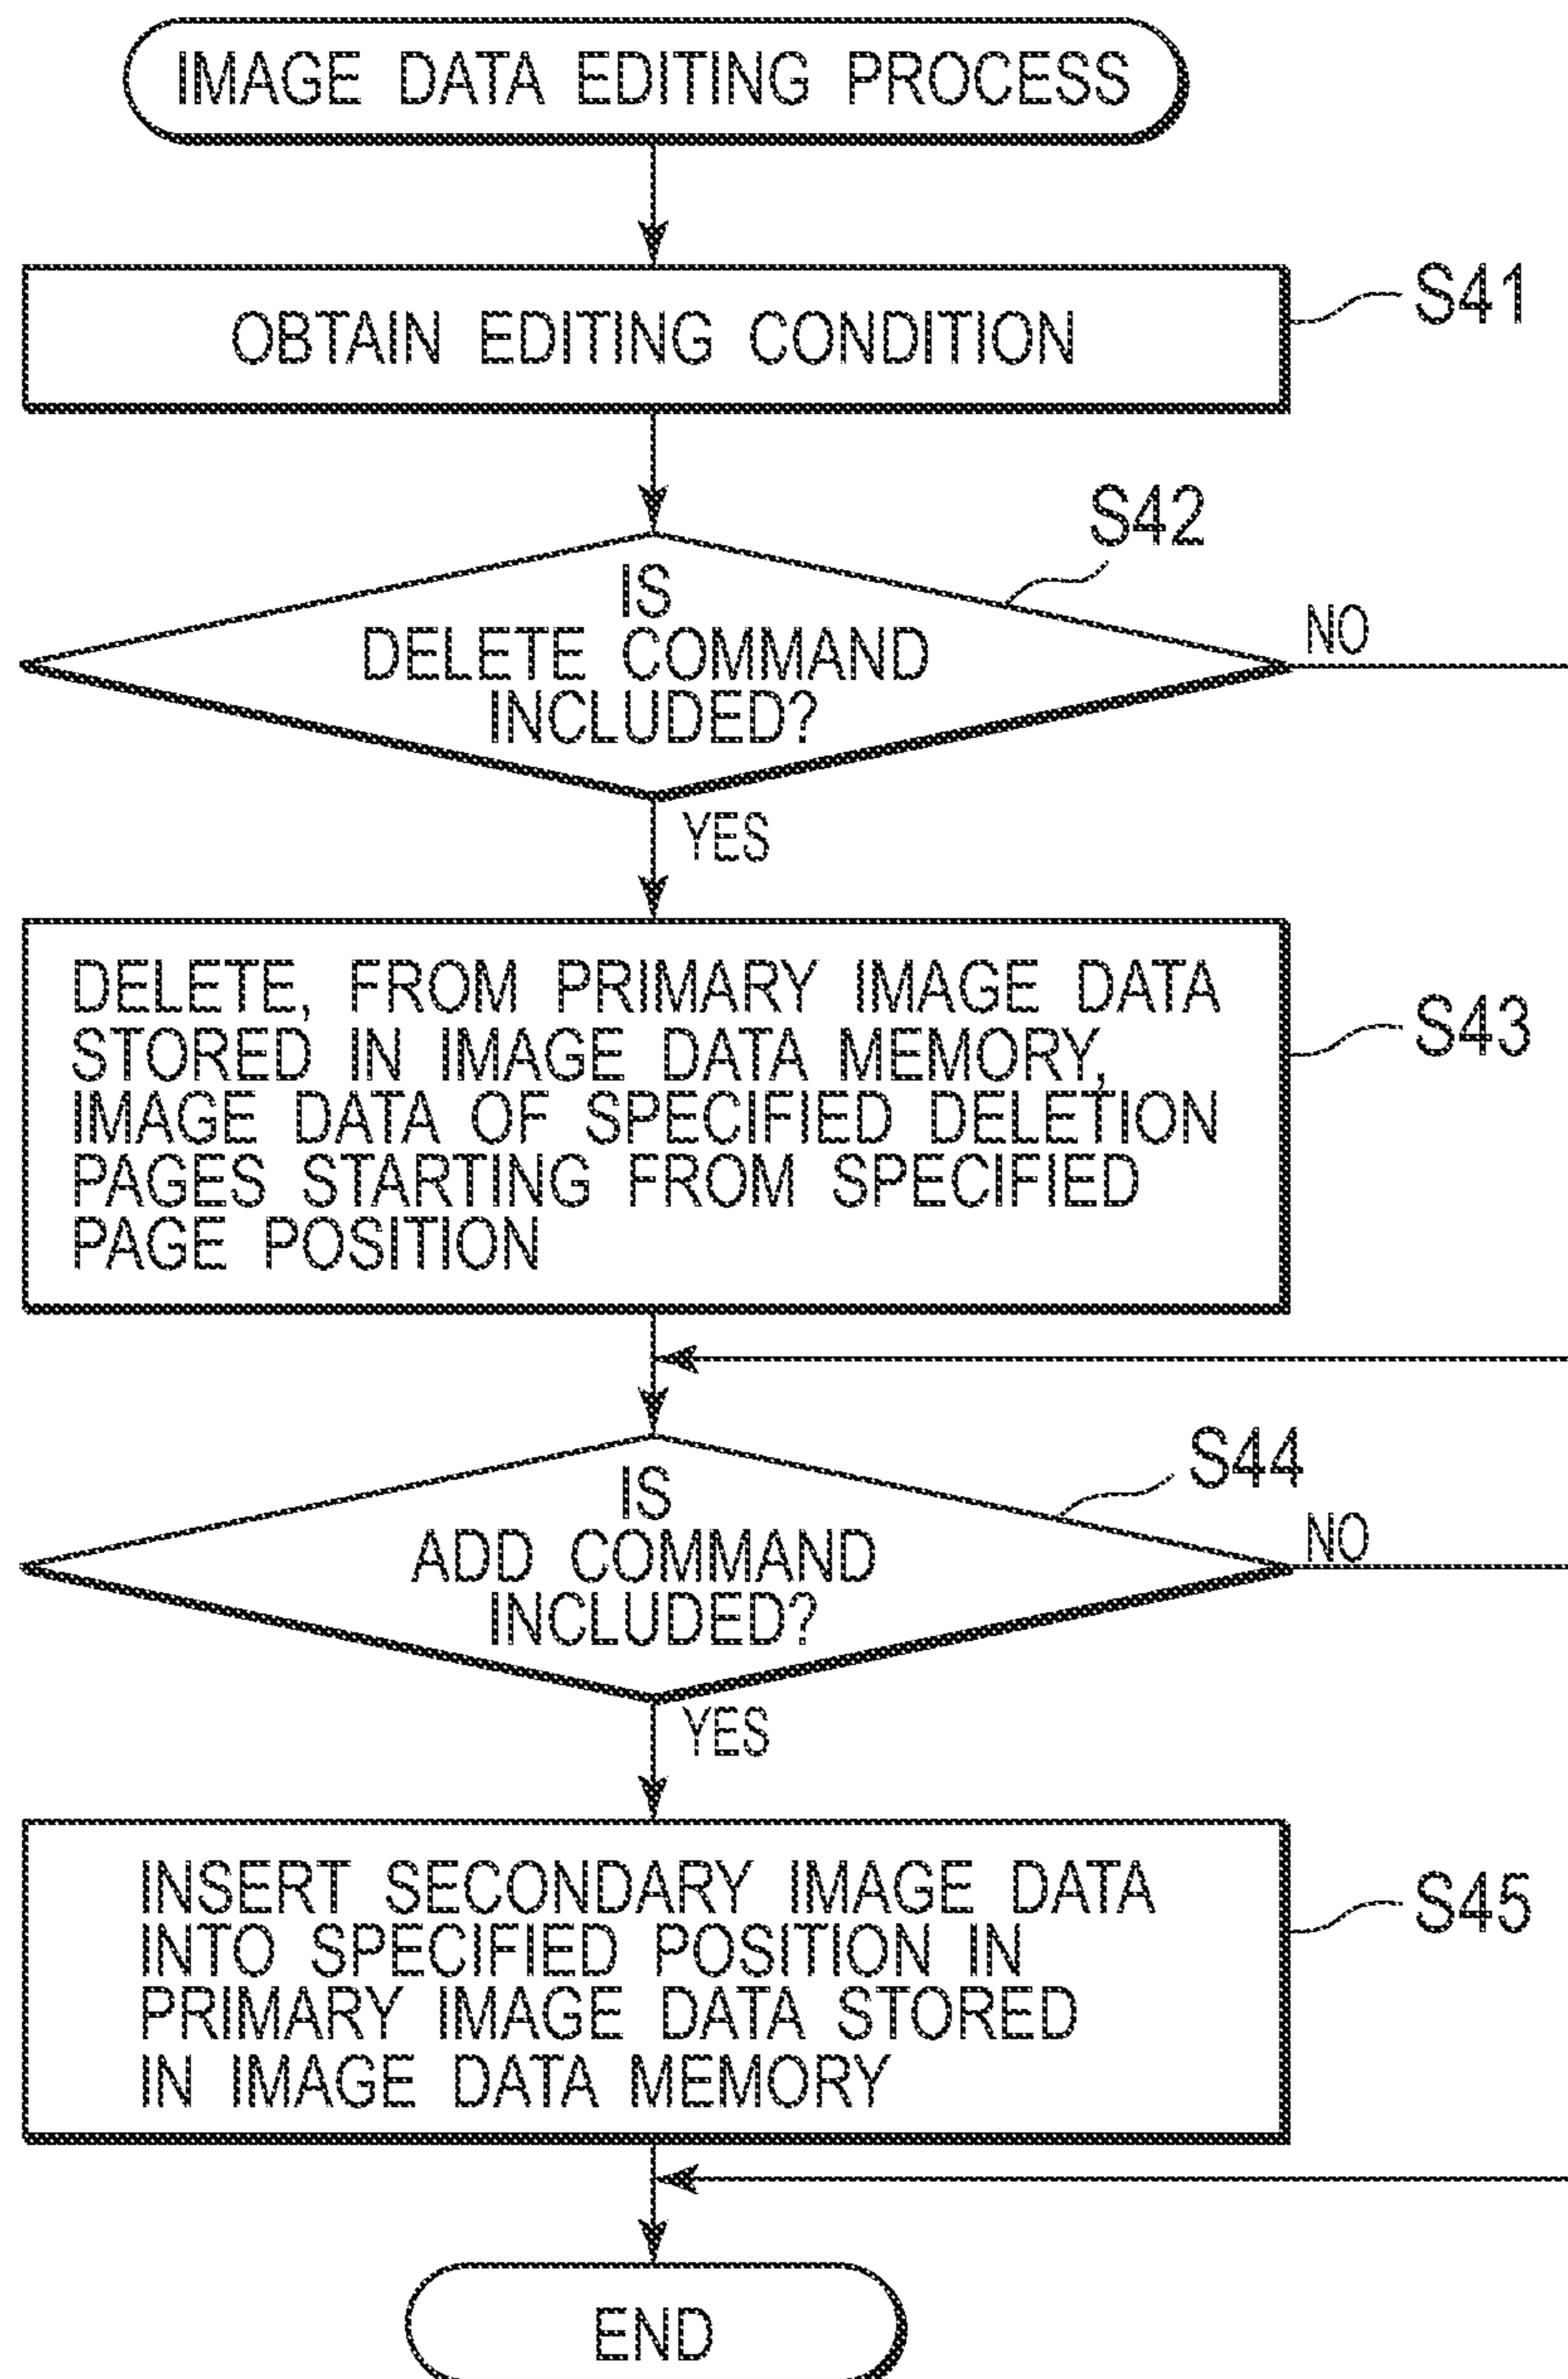 IMAGE DATA EDITING PROCESS
OBTAIN EDITING CONDITION
S41
S42
IS
DELETE COMMAND
INCLUDED?
NO
YES
DELETE, FROM PRIMARY IMAGE DATA
STORED IN IMAGE DATA MEMORY,
IMAGE DATA OF SPECIFIED DELETION
PAGES STARTING FROM SPECIFIED
PAGE POSITION
S43
S44
IS
ADD COMMAND
INCLUDED?
NO
YES
INSERT SECONDARY IMAGE DATA
INTO SPECIFIED POSITION IN
PRIMARY IMAGE DATA STORED
IN IMAGE DATA MEMORY
S45
END